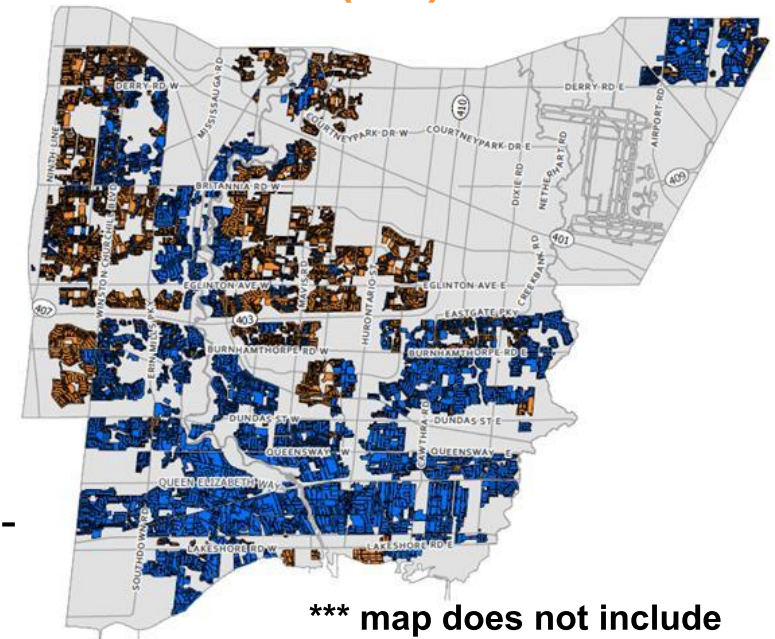 DERRY RD W
MISSISSAUGA RD
410
DERRY RD E
AIRPORT RD
COURTNEYPARK DR W
COURTNEYPARK DR E
NINTH LINE
DIXIE RD
NETHERHART RD
409
BRITANNIA RD W
WINSTON CHURCHILL BLVD
401
MAVIS RD
HURONTARIO ST
CREEKBANK RD
EGLINTON AVE W
EGLINTON AVE E
407
403
EASTGATE PKY
ERIN MILLS PKY
BURNHAMTHORPE RD W
BURNHAMTHORPE RD E
DUNDAS ST W
DUNDAS ST E
CAWTHRA RD
QUEENSWAY W
QUEENSWAY E
QUEEN ELIZABETH WAY
-
SOUTHDOWN RD
LAKESHORE RD W
LAKESHORE RD E
*** map does not include